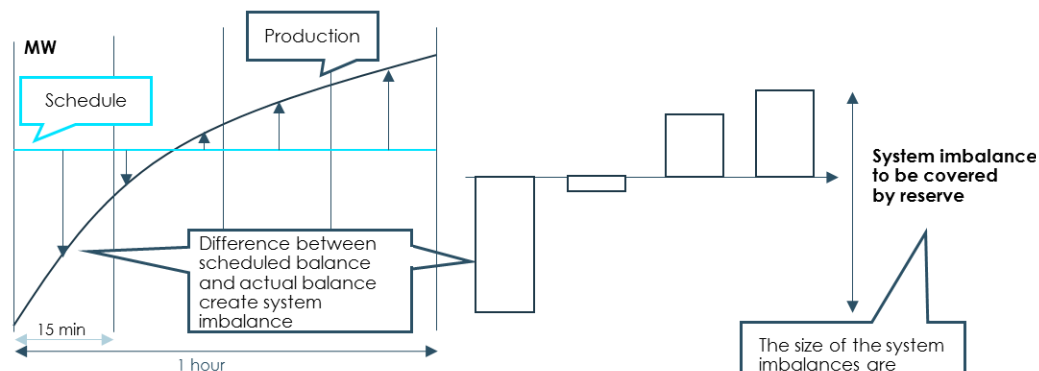 MW
Production
Schedule
Difference between
scheduled balance
and actual balance
create system
imbalance
15 min
1 hour
System imbalance
to be covered
by reserve
The size of the system
imbalances are